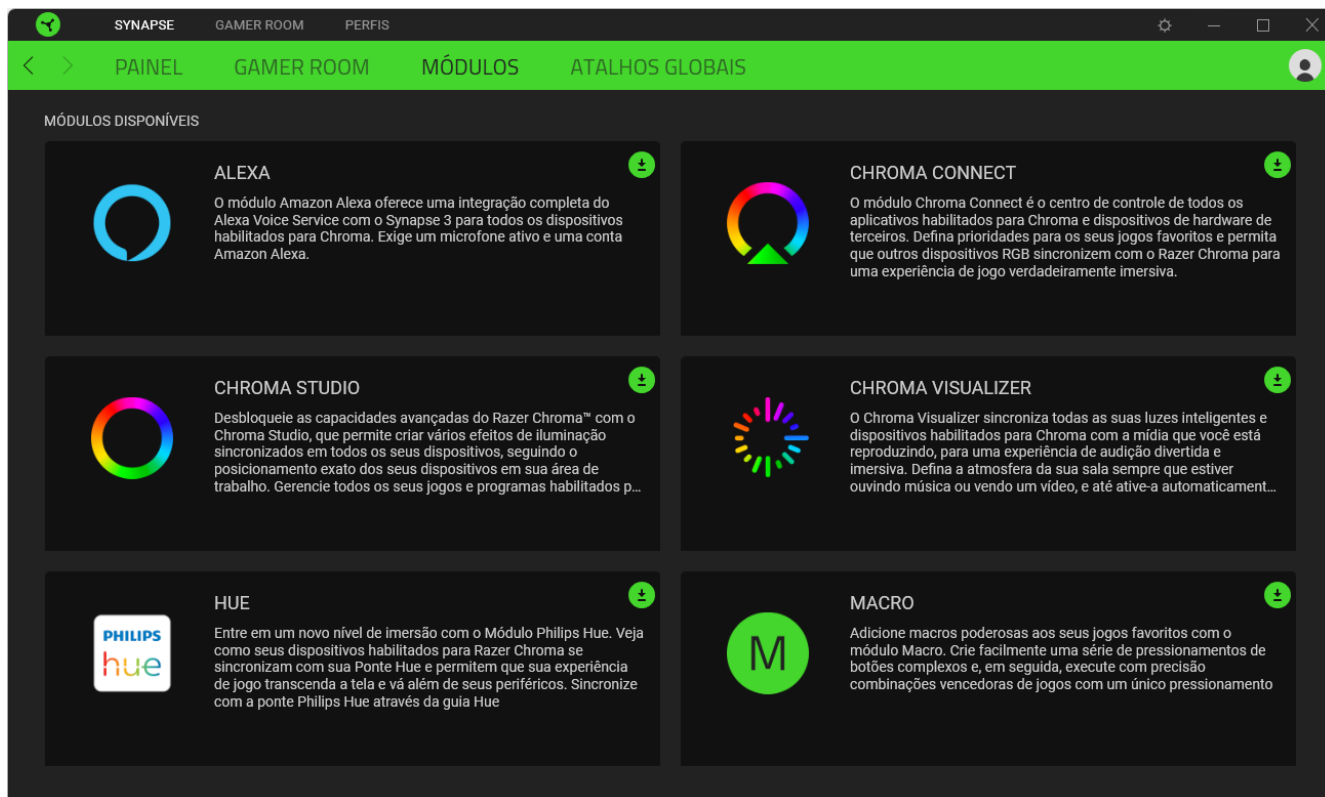 SYNAPSE GAMER ROOM PERFIS
PAINEL GAMER ROOM MÓDULOS ATALHOS GLOBAIS
MÓDULOS DISPONÍVEIS
ALEXA
O módulo Amazon Alexa oferece uma integração completa do
Alexa Voice Service com o Synapse 3 para todos os dispositivos
habilitados para Chroma. Exige um microfone ativo e uma conta
Amazon Alexa.
CHROMA CONNECT
O módulo Chroma Connect é o centro de controle de todos os
aplicativos habilitados para Chroma e dispositivos de hardware de
terceiros. Defina prioridades para os seus jogos favoritos e permita
que outros dispositivos RGB sincronizem com o Razer Chroma para
uma experiência de jogo verdadeiramente imersiva.
CHROMA STUDIO
Desbloqueie as capacidades avançadas do Razer Chroma™ com o
Chroma Studio, que permite criar vários efeitos de iluminação
sincronizados em todos os seus dispositivos, seguindo o
posicionamento exato dos seus dispositivos em sua área de
trabalho. Gerencie todos os seus jogos e programas habilitados p...
CHROMA VISUALIZER
O Chroma Visualizer sincroniza todas as suas luzes inteligentes e
dispositivos habilitados para Chroma com a mídia que você está
reproduzindo, para uma experiência de audição divertida e
imersiva. Defina a atmosfera da sua sala sempre que estiver
ouvindo música ou vendo um vídeo, e até ative-a automaticament...
PHILIPS
hue
HUE
Entre em um novo nível de imersão com o Módulo Philips Hue. Veja
como seus dispositivos habilitados para Razer Chroma se
sincronizam com sua Ponte Hue e permitem que sua experiência
de jogo transcenda a tela e vá além de seus periféricos. Sincronize
com a ponte Philips Hue através da guia Hue
M
MACRO
Adicione macros poderosas aos seus jogos favoritos com o
módulo Macro. Crie facilmente uma série de pressionamentos de
botões complexos e, em seguida, execute com precisão
combinações vencedoras de jogos com um único pressionamento